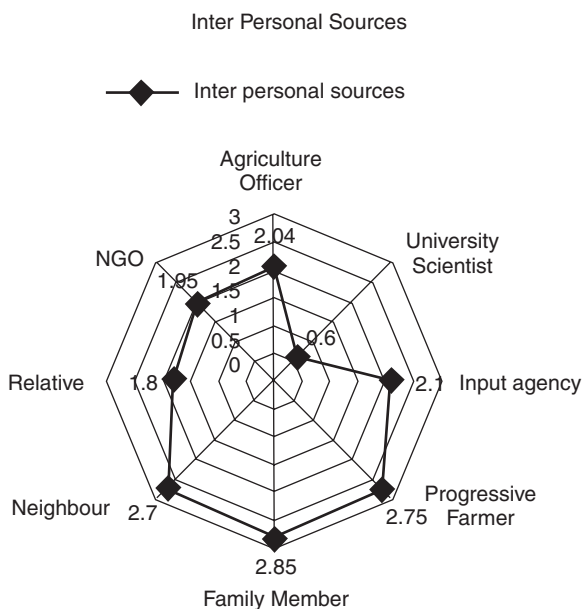 Inter Personal Sources
Inter personal sources
Agriculture
Officer
3
2.5
2.04
University
Scientist
NGO
2
1.95
1.5
1
0.6
0.5
0
Relative
1.8
2.1
Input agency
Neighbour
2.7
Progressive
Farmer
2.75
2.85
Family Member